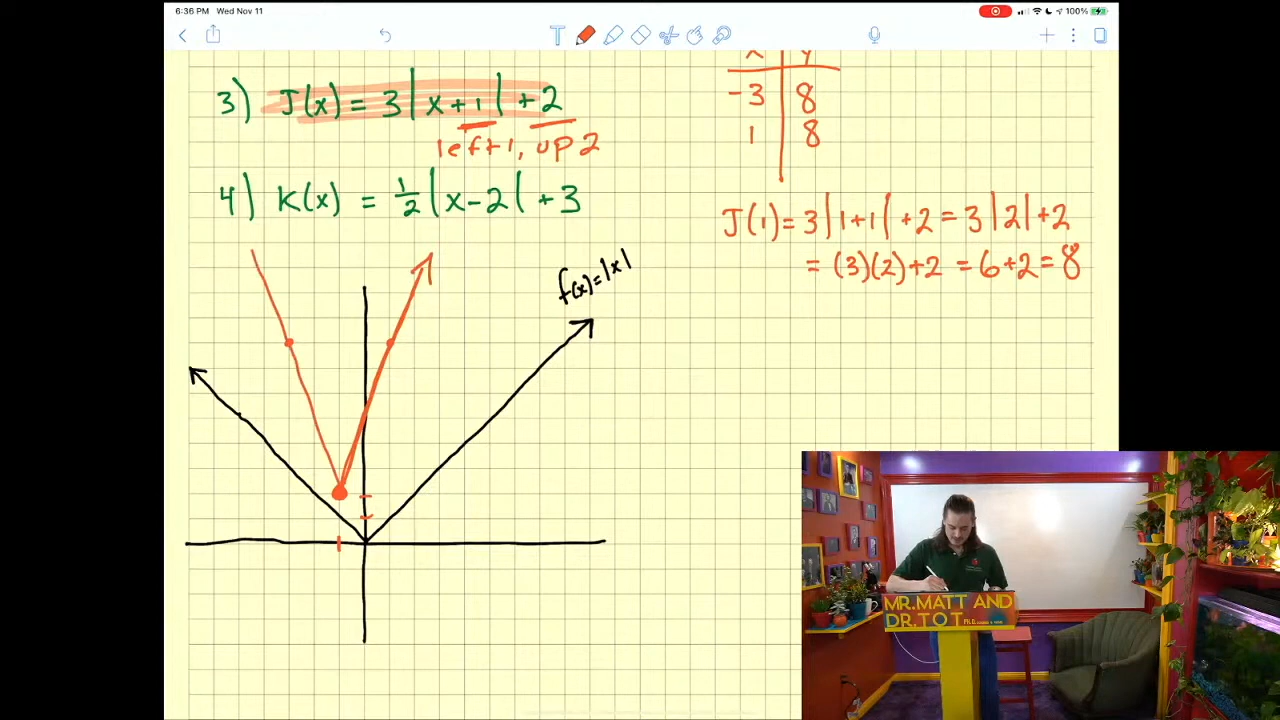 6:36 PM Wed Nov 11
100%
3) J(x) = 3|x+1| +2
left 1, up 2
4) K(x) = 1/2|x-2| +3
f(x)=|x|
x y
-3 8
1 8
J(1) = 3|1+1| +2 = 3|2|+2
= (3)(2)+2 = 6+2 = 8
MR. MATT AND
DR. TOT